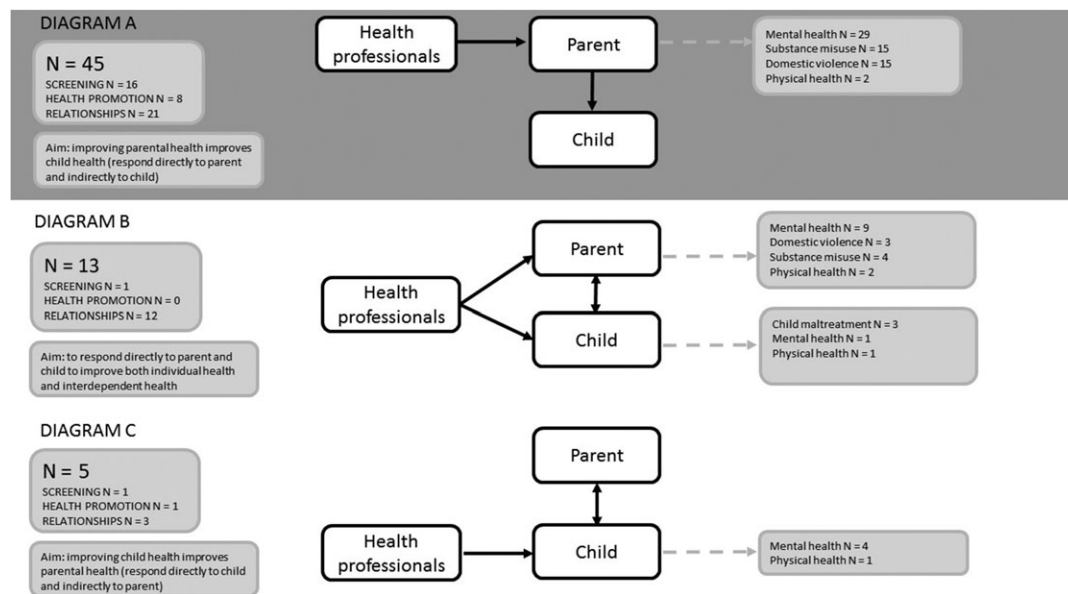 DIAGRAM A
N = 45
SCREENING N = 16
HEALTH PROMOTION N = 8
RELATIONSHIPS N = 21
Aim: improving parental health improves
child health (respond directly to parent
and indirectly to child)
Health
professionals
Parent
Child
Mental health N = 29
Substance misuse N = 15
Domestic violence N = 15
Physical health N = 2
DIAGRAM B
N = 13
SCREENING N = 1
HEALTH PROMOTION N = 0
RELATIONSHIPS N = 12
Aim: to respond directly to parent and
child to improve both individual health
and interdependent health
Health
professionals
Parent
Child
Mental health N = 9
Domestic violence N = 3
Substance misuse N = 4
Physical health N = 2
Child maltreatment N = 3
Mental health N = 1
Physical health N = 1
DIAGRAM C
N = 5
SCREENING N = 1
HEALTH PROMOTION N = 1
RELATIONSHIPS N = 3
Aim: improving child health improves
parental health (respond directly to child
and indirectly to parent)
Parent
Health
professionals
Child
Mental health N = 4
Physical health N = 1